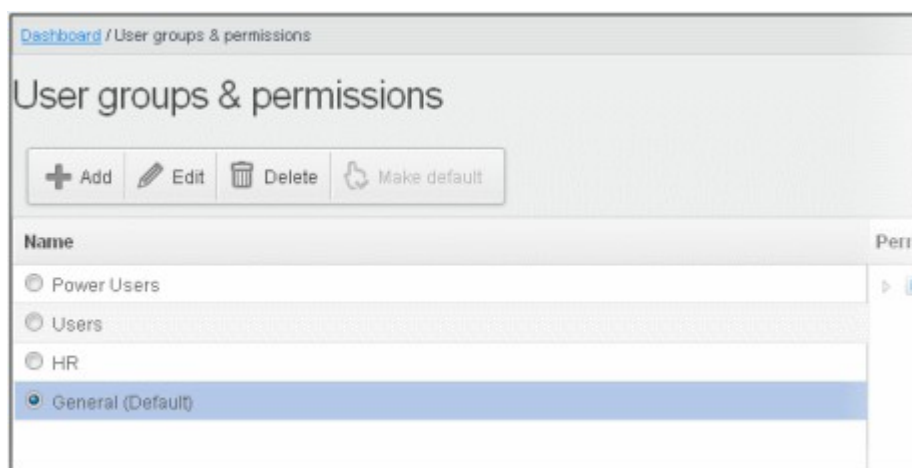 Dashboard / User groups & permissions
User groups & permissions
Add Edit Delete Make default
Name
Power Users
Users
HR
General (Default)